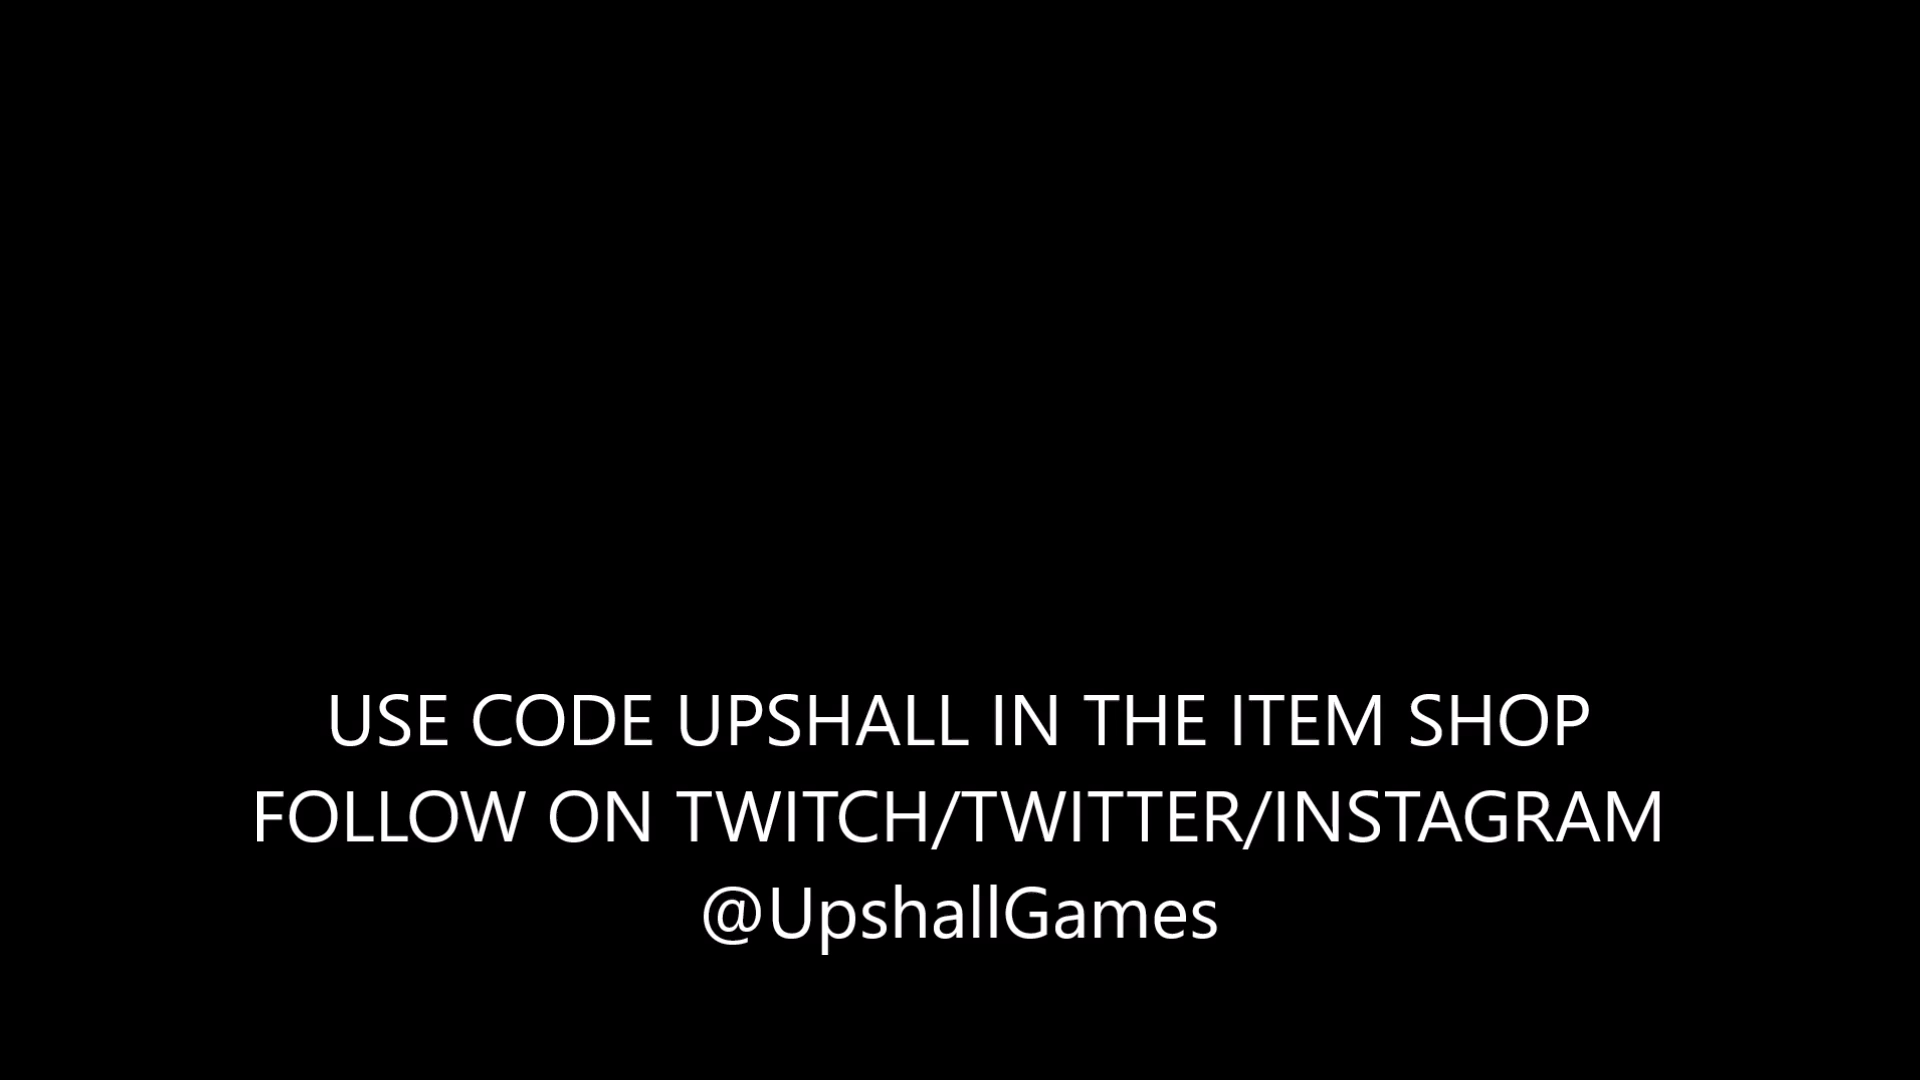 USE CODE UPSHALL IN THE ITEM SHOP
FOLLOW ON TWITCH/TWITTER/INSTAGRAM
@UpshallGames